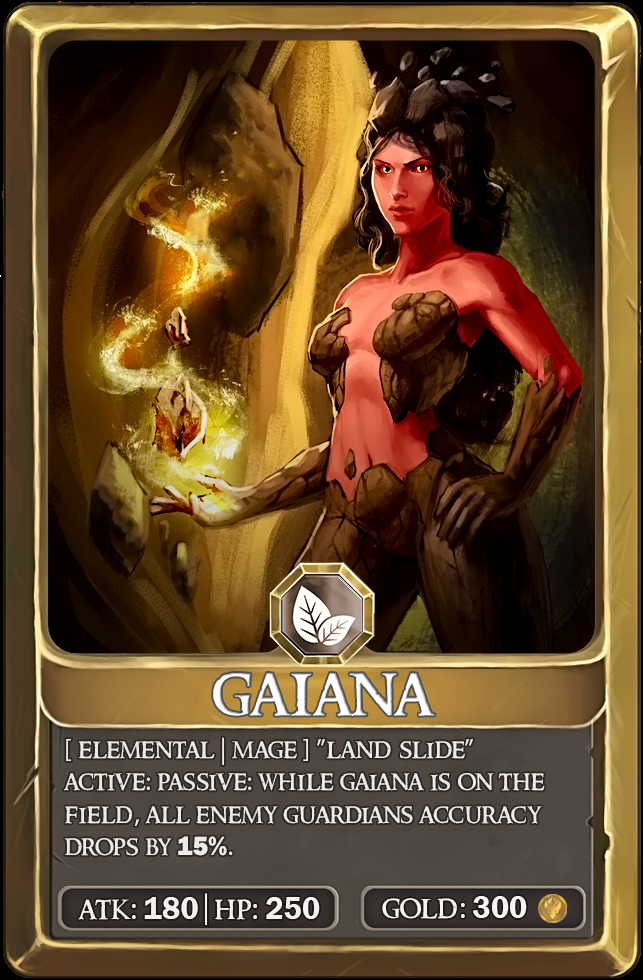 GAIANA
[ ELEMENTAL | MAGE ] "LAND SLIDE"
ACTIVE: PASSIVE: WHILE GAIANA IS ON THE
FIELD, ALL ENEMY GUARDIANS ACCURACY
DROPS BY 15%.
ATK: 180 | HP: 250 GOLD: 300